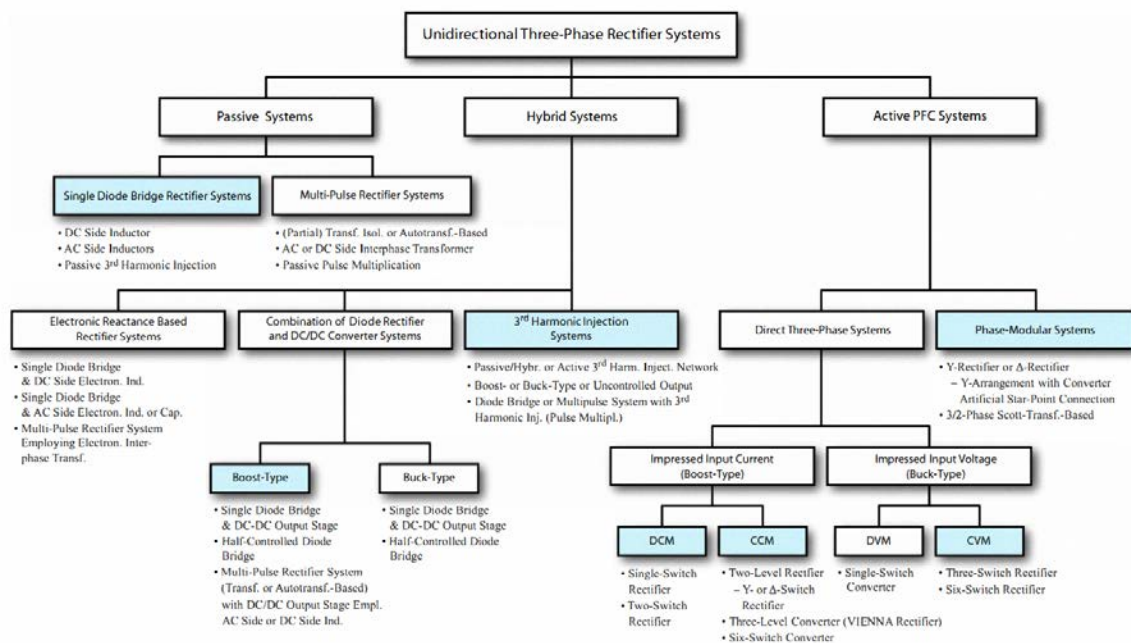 Unidirectional Three-Phase Rectifier Systems
Passive Systems
Hybrid Systems
Active PFC Systems
Single Diode Bridge Rectifier Systems
• DC Side Inductor
• AC Side Inductors
• Passive 3rd Harmonic Injection
Multi-Pulse Rectifier Systems
• (Partial) Transf. Isol. or Autotransf.-Based
• AC or DC Side Interphase Transformer
• Passive Pulse Multiplication
Electronic Reactance Based
Rectifier Systems
• Single Diode Bridge
& DC Side Electron. Ind.
• Single Diode Bridge
& AC Side Electron. Ind. or Cap.
• Multi-Pulse Rectifier System
Employing Electron. Inter-
phase Transf.
Combination of Diode Rectifier
and DC/DC Converter Systems
3rd Harmonic Injection
Systems
• Passive/Hybr. or Active 3rd Harm. Inject. Network
• Boost- or Buck-Type or Uncontrolled Output
• Diode Bridge or Multipulse System with 3rd
Harmonic Inj. (Pulse Multipl.)
Direct Three-Phase Systems
Phase-Modular Systems
• Y-Rectifier or Δ-Rectifier
– Y-Arrangement with Converter
Artificial Star-Point Connection
• 3/2-Phase Scott-Transf.-Based
Boost-Type
• Single Diode Bridge
& DC-DC Output Stage
• Half-Controlled Diode
Bridge
• Multi-Pulse Rectifier System
(Transf. or Autotransf.-Based)
with DC/DC Output Stage Empl.
AC Side or DC Side Ind.
Buck-Type
• Single Diode Bridge
& DC-DC Output Stage
• Half-Controlled Diode
Bridge
Impressed Input Current
(Boost-Type)
Impressed Input Voltage
(Buck-Type)
DCM
• Single-Switch
Rectifier
• Two-Switch
Rectifier
CCM
• Two-Level Rectifier
– Y- or Δ-Switch
Rectifier
• Three-Level Converter (VIENNA Rectifier)
• Six-Switch Converter
DVM
• Single-Switch
Converter
CVM
• Three-Switch Rectifier
• Six-Switch Rectifier